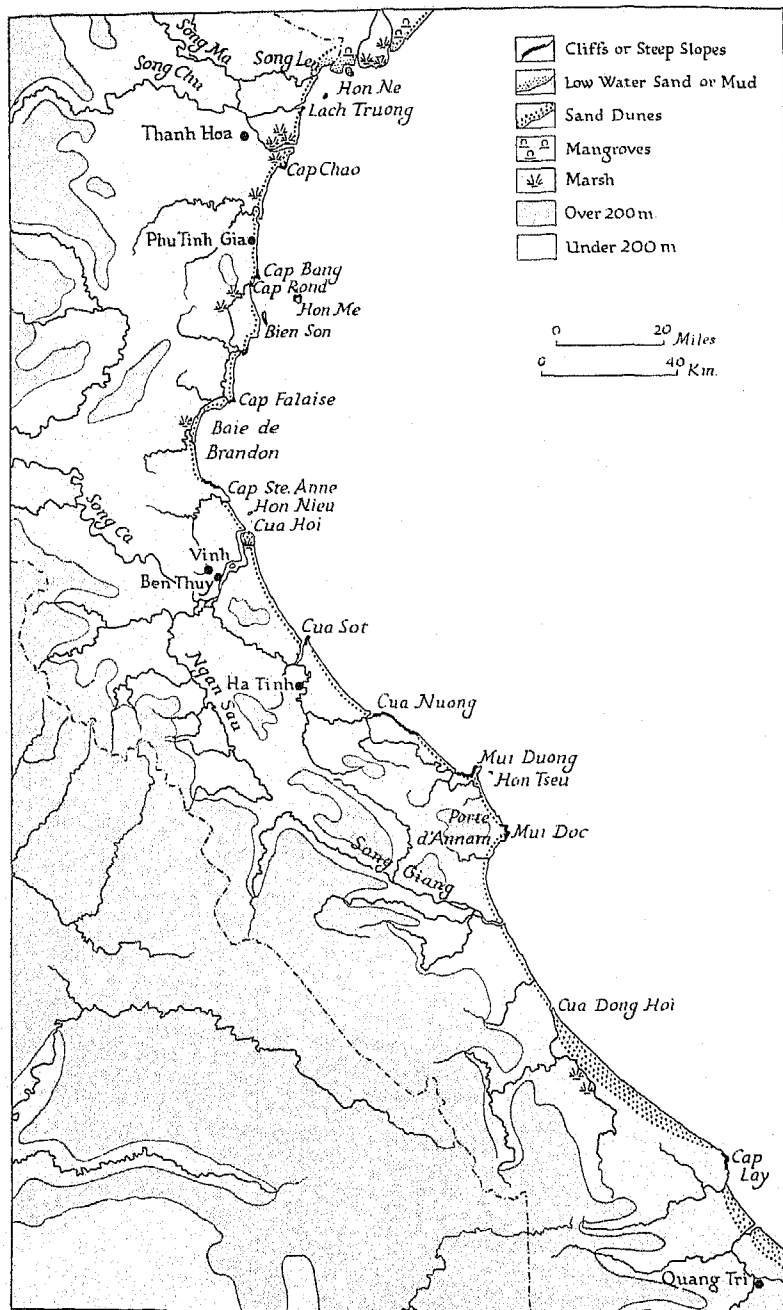 Song Ma
Song Chu
Song Len
Hon Ne
Lach Truong
Thanh Hoa
Cap Chao
Phu Tinh Gia
Cap Bang
Cap Rond
Hon Me
Bien Son
Cap Falaise
Baie de
Brandon
Cap Ste. Anne
Hon Nieu
Cua Hoi
Song Ca
Vinh
Ben Thuy
Cua Sot
Ngan Sau
Ha Tinh
Cua Nuong
Mui Duong
Hon Tseu
Porte
d'Annam
Mui Doc
Song Giang
Cua Dong Hoi
Cap
Lay
Quang Tri
Cliffs or Steep Slopes
Low Water Sand or Mud
Sand Dunes
Mangroves
Marsh
Over 200 m.
Under 200 m
0 20 Miles
0 40 Km.